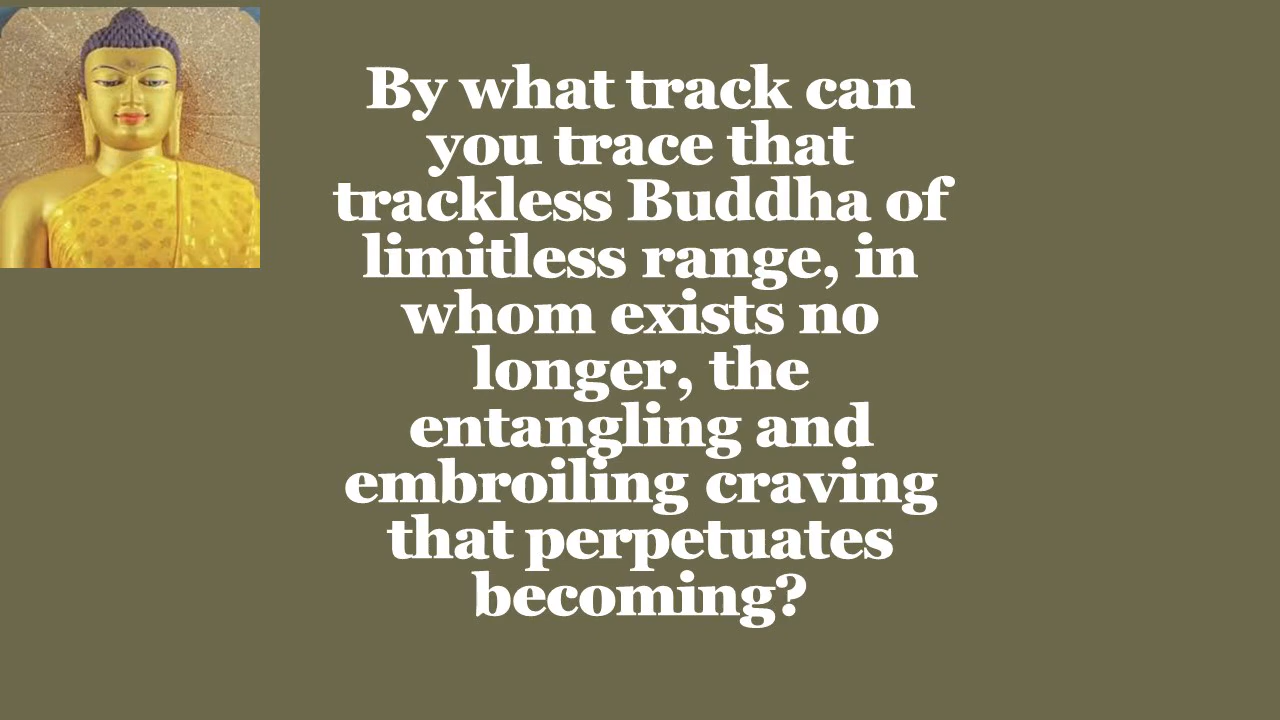 By what track can
you trace that
trackless Buddha of
limitless range, in
whom exists no
longer, the
entangling and
embroiling craving
that perpetuates
becoming?